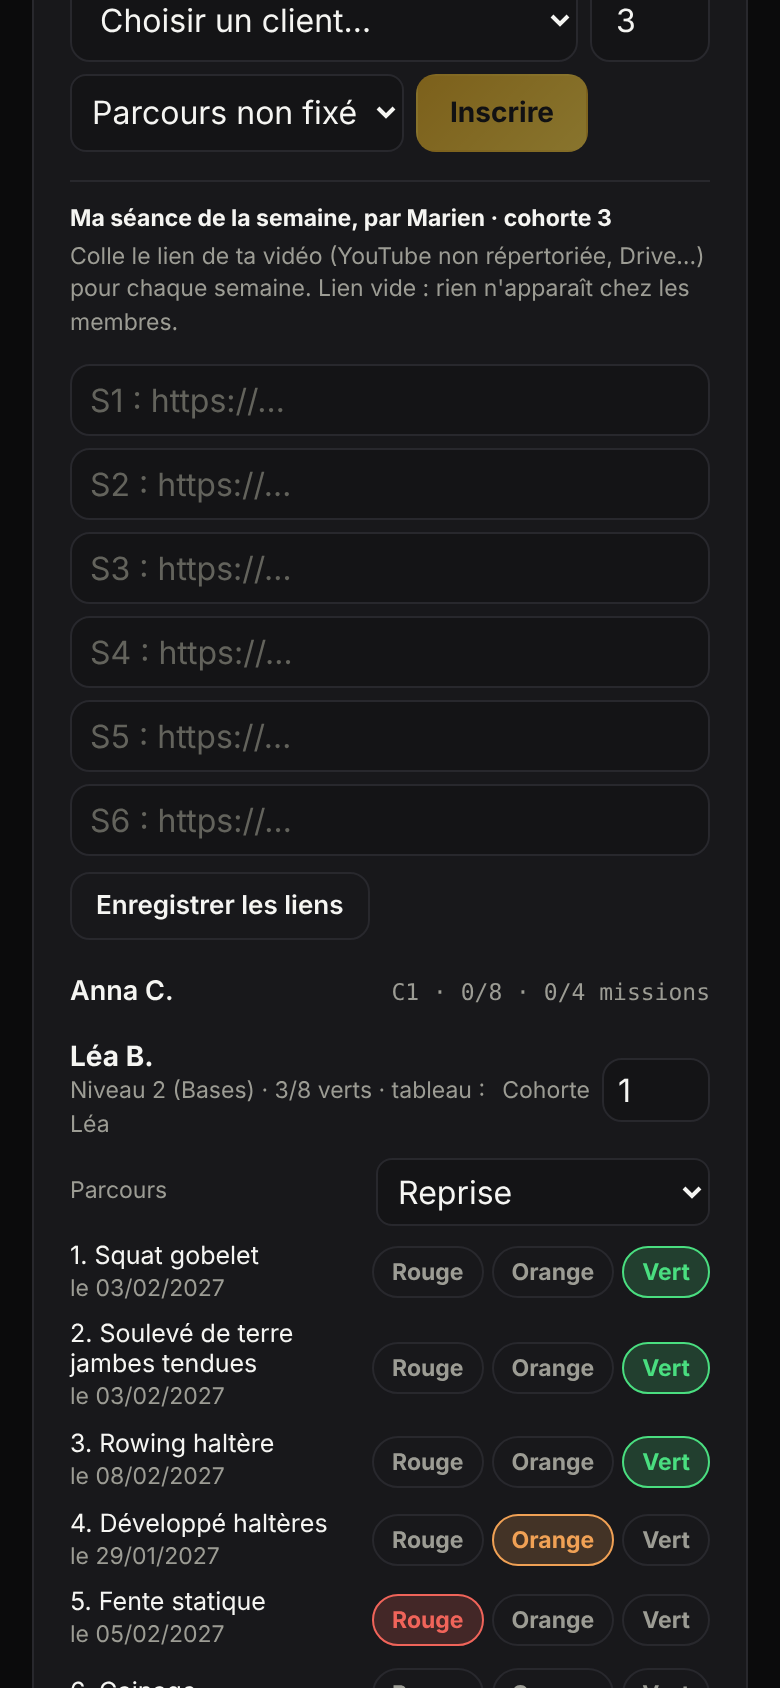 Choisir un client...
3
Parcours non fixé
Inscrire
Ma séance de la semaine, par Marien · cohorte 3
Colle le lien de ta vidéo (YouTube non répertoriée, Drive...)
pour chaque semaine. Lien vide : rien n'apparaît chez les
membres.
S1 : https://...
S2 : https://...
S3 : https://...
S4 : https://...
S5 : https://...
S6 : https://...
Enregistrer les liens
Anna C.
C1 · 0/8 · 0/4 missions
Léa B.
Niveau 2 (Bases) · 3/8 verts · tableau :
Léa
Cohorte
1
Parcours
Reprise
1. Squat gobelet
le 03/02/2027
Rouge Orange Vert
2. Soulevé de terre
jambes tendues
le 03/02/2027
Rouge Orange Vert
3. Rowing haltère
le 08/02/2027
Rouge Orange Vert
4. Développé haltères
le 29/01/2027
Rouge Orange Vert
5. Fente statique
le 05/02/2027
Rouge Orange Vert